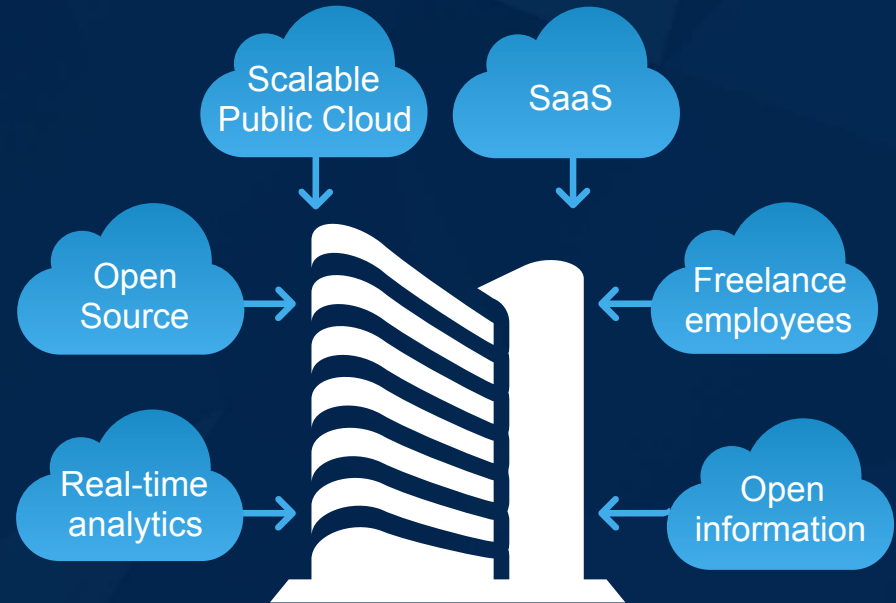 Scalable
Public Cloud
SaaS
Open
Source
Freelance
employees
Real-time
analytics
Open
information